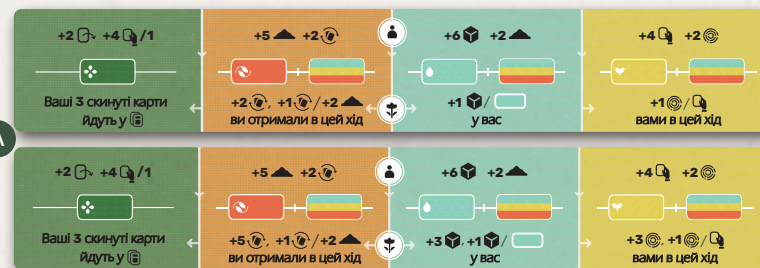 +2 +4 /1
+5 +2
+6 +2
+4 +2
Ваші 3 скинуті карти
йдуть у
+2 , +1 /+2
ви отримали в цей хід
+1 /
у вас
+1 /
вами в цей хід
A
+2 +4 /1
+5 +2
+6 +2
+4 +2
Ваші 3 скинуті карти
йдуть у
+5 , +1 /+2
ви отримали в цей хід
+3 , +1 /
у вас
+3 , +1 /
вами в цей хід